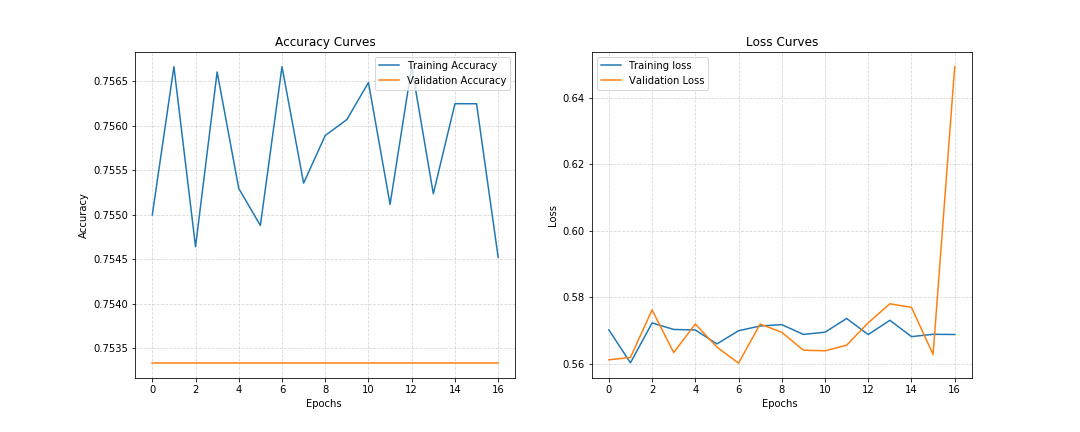 Accuracy Curves
Training Accuracy
Validation Accuracy
0.7565
0.7560
0.7555
0.7550
0.7545
0.7540
0.7535
Accuracy
0 2 4 6 8 10 12 14 16
Epochs
Loss Curves
Training loss
Validation Loss
0.64
0.62
0.60
0.58
0.56
Loss
0 2 4 6 8 10 12 14 16
Epochs